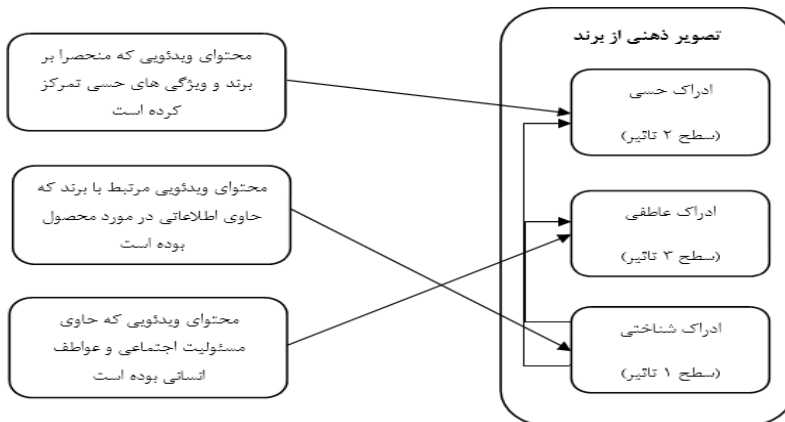 تصویر ذهنی از برند
ادراک حسی
(سطح ۲ تاثیر)
ادراک عاطفی
(سطح ۳ تاثیر)
ادراک شناختی
(سطح ۱ تاثیر)
محتوای ویدئویی که منحصرا بر
برند و ویژگی های حسی تمرکز
کرده است
محتوای ویدئویی مرتبط با برند که
حاوی اطلاعاتی در مورد محصول
بوده است
محتوای ویدئویی که حاوی
مسئولیت اجتماعی و عواطف
انسانی بوده است